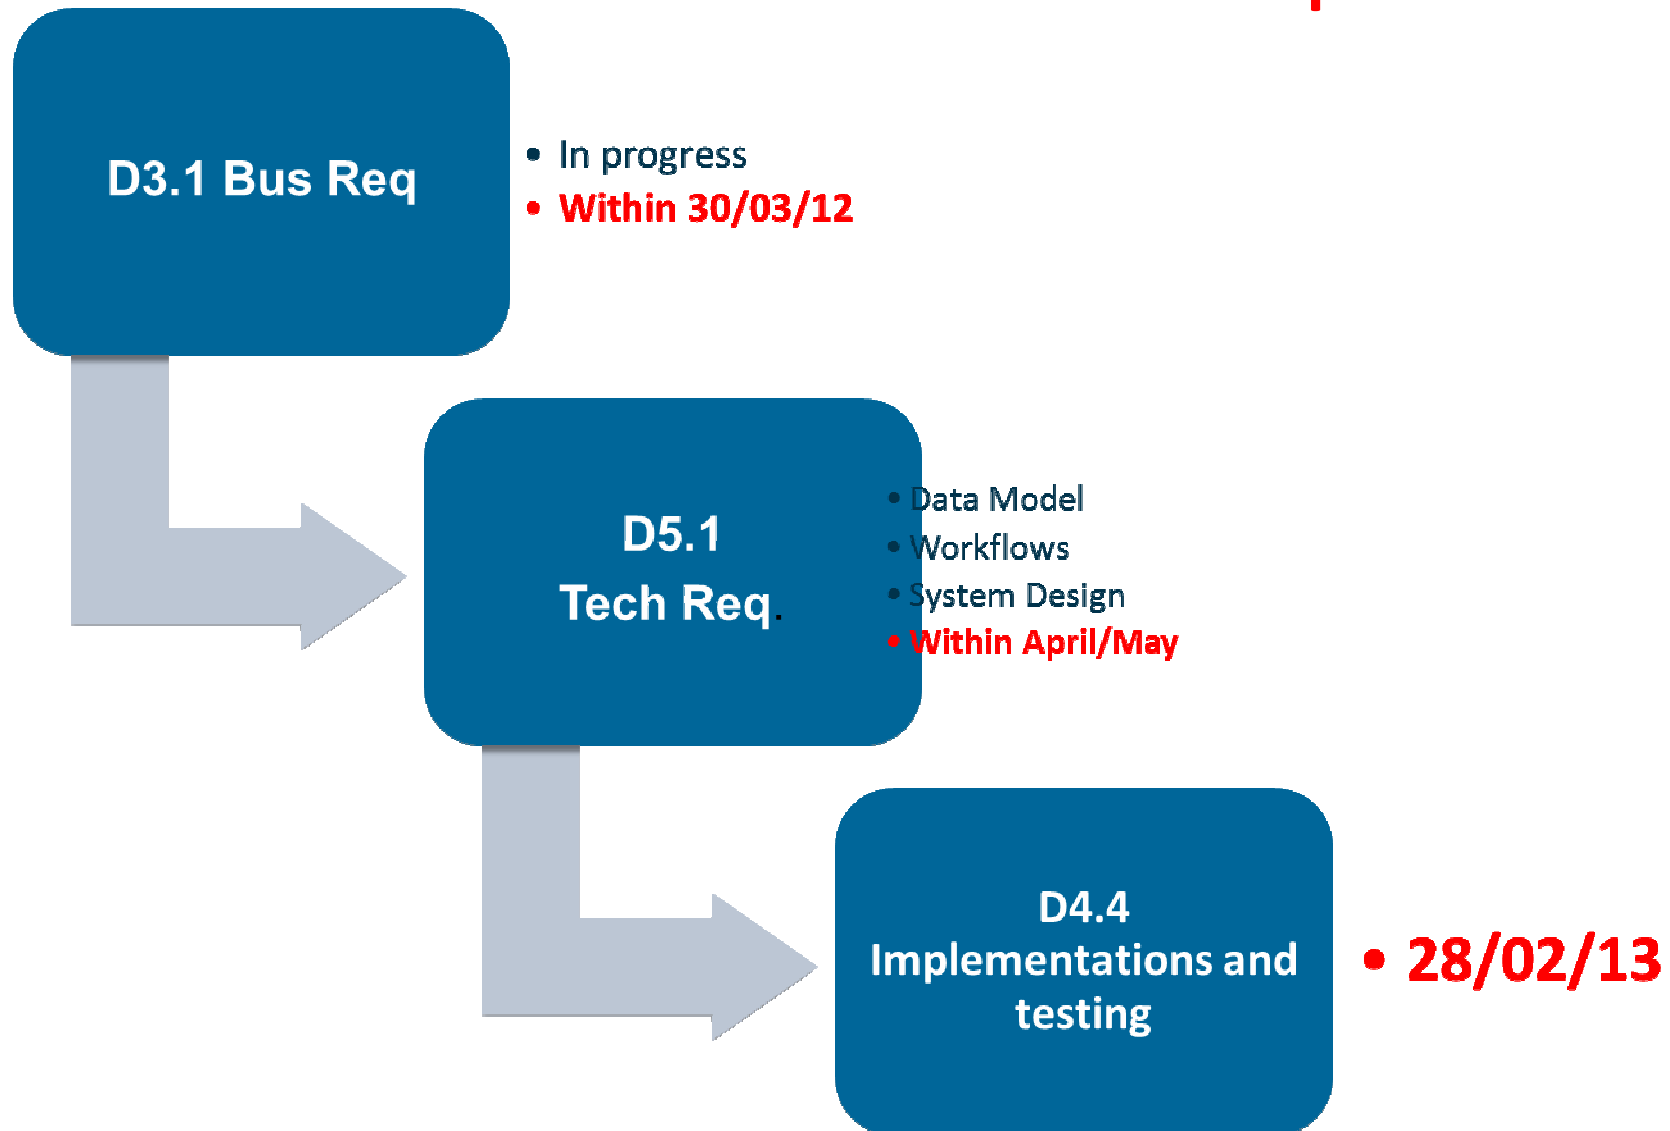 D3.1 Bus Req
• In progress
• Within 30/03/12
D5.1
Tech Req.
• Data Model
• Workflows
• System Design
• Within April/May
D4.4
Implementations and
testing
• 28/02/13